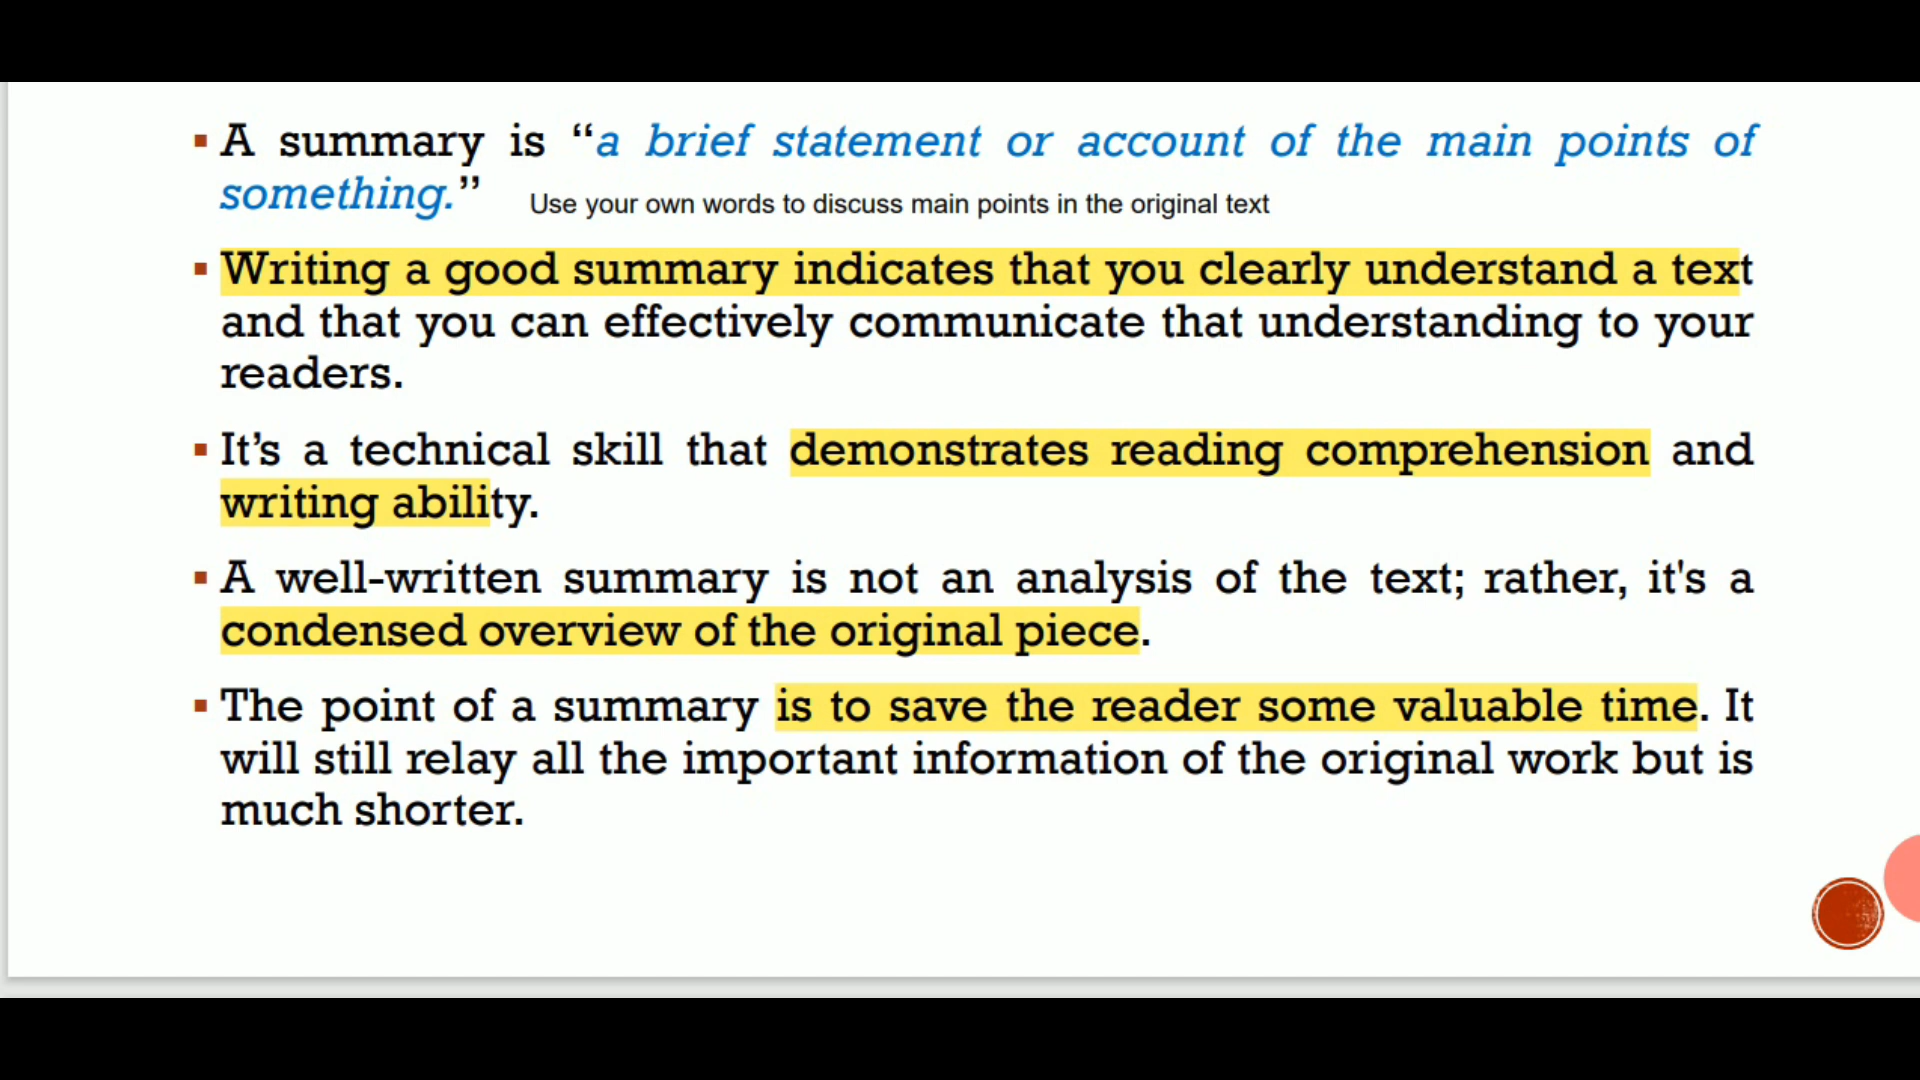 A summary is “a brief statement or account of the main points of
something.” Use your own words to discuss main points in the original text
Writing a good summary indicates that you clearly understand a text
and that you can effectively communicate that understanding to your
readers.
It’s a technical skill that demonstrates reading comprehension and
writing ability.
A well-written summary is not an analysis of the text; rather, it's a
condensed overview of the original piece.
The point of a summary is to save the reader some valuable time. It
will still relay all the important information of the original work but is
much shorter.